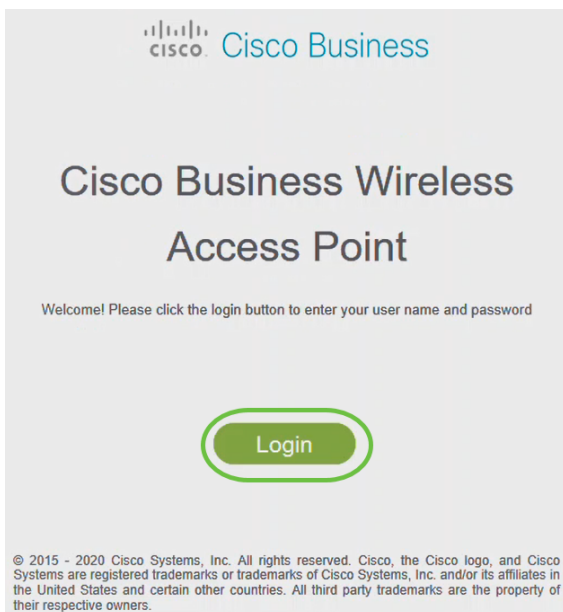 cisco. Cisco Business
Cisco Business Wireless
Access Point
Welcome! Please click the login button to enter your user name and password
Login
© 2015 - 2020 Cisco Systems, Inc. All rights reserved. Cisco, the Cisco logo, and Cisco
Systems are registered trademarks or trademarks of Cisco Systems, Inc. and/or its affiliates in
the United States and certain other countries. All third party trademarks are the property of
their respective owners.